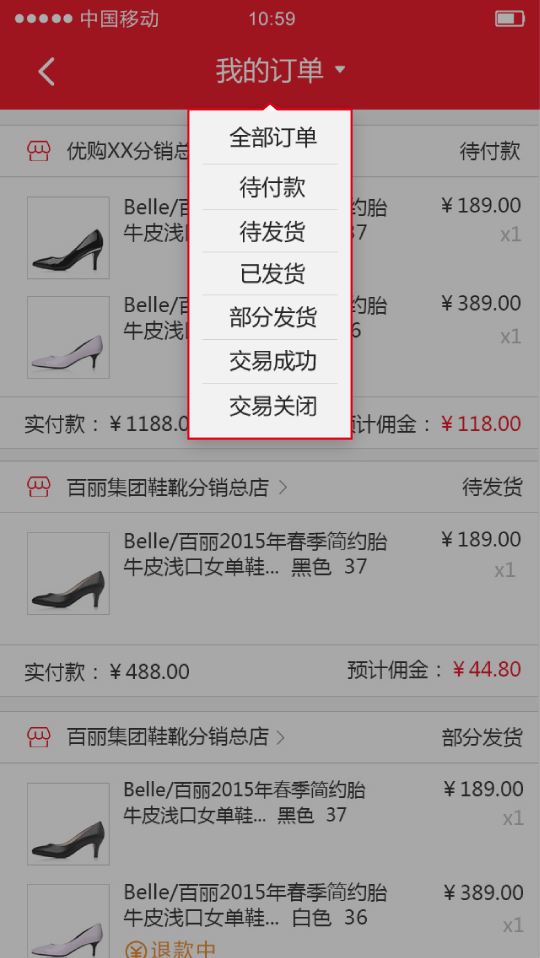 中国移动 10:59
我的订单
全部订单
待付款
待发货
已发货
部分发货
交易成功
交易关闭
优购XX分销总 待付款
Belle/百 约胎 ¥189.00
牛皮浅 37 x1
Belle/百 约胎 ¥389.00
牛皮浅 6 x1
实付款：¥1188.0 计佣金：¥118.00
百丽集团鞋靴分销总店 待发货
Belle/百丽2015年春季简约胎 ¥189.00
牛皮浅口女单鞋... 黑色 37 x1
实付款：¥488.00 预计佣金：¥44.80
百丽集团鞋靴分销总店 部分发货
Belle/百丽2015年春季简约胎 ¥189.00
牛皮浅口女单鞋... 黑色 37 x1
Belle/百丽2015年春季简约胎 ¥389.00
牛皮浅口女单鞋... 白色 36 x1
退款中